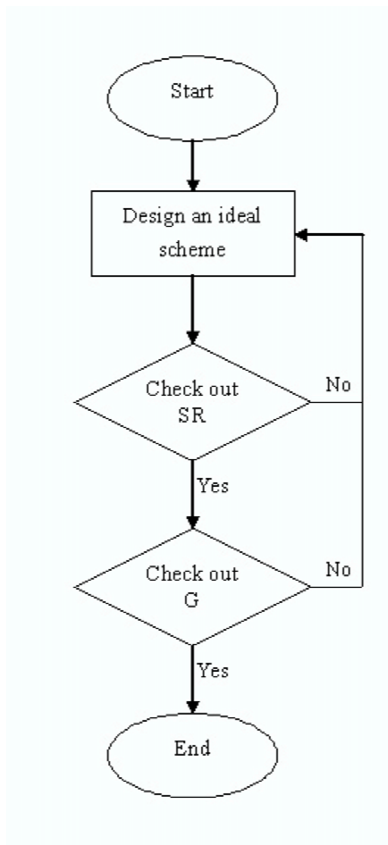 Start
Design an ideal
scheme
Check out
SR
No
Yes
Check out
G
No
Yes
End